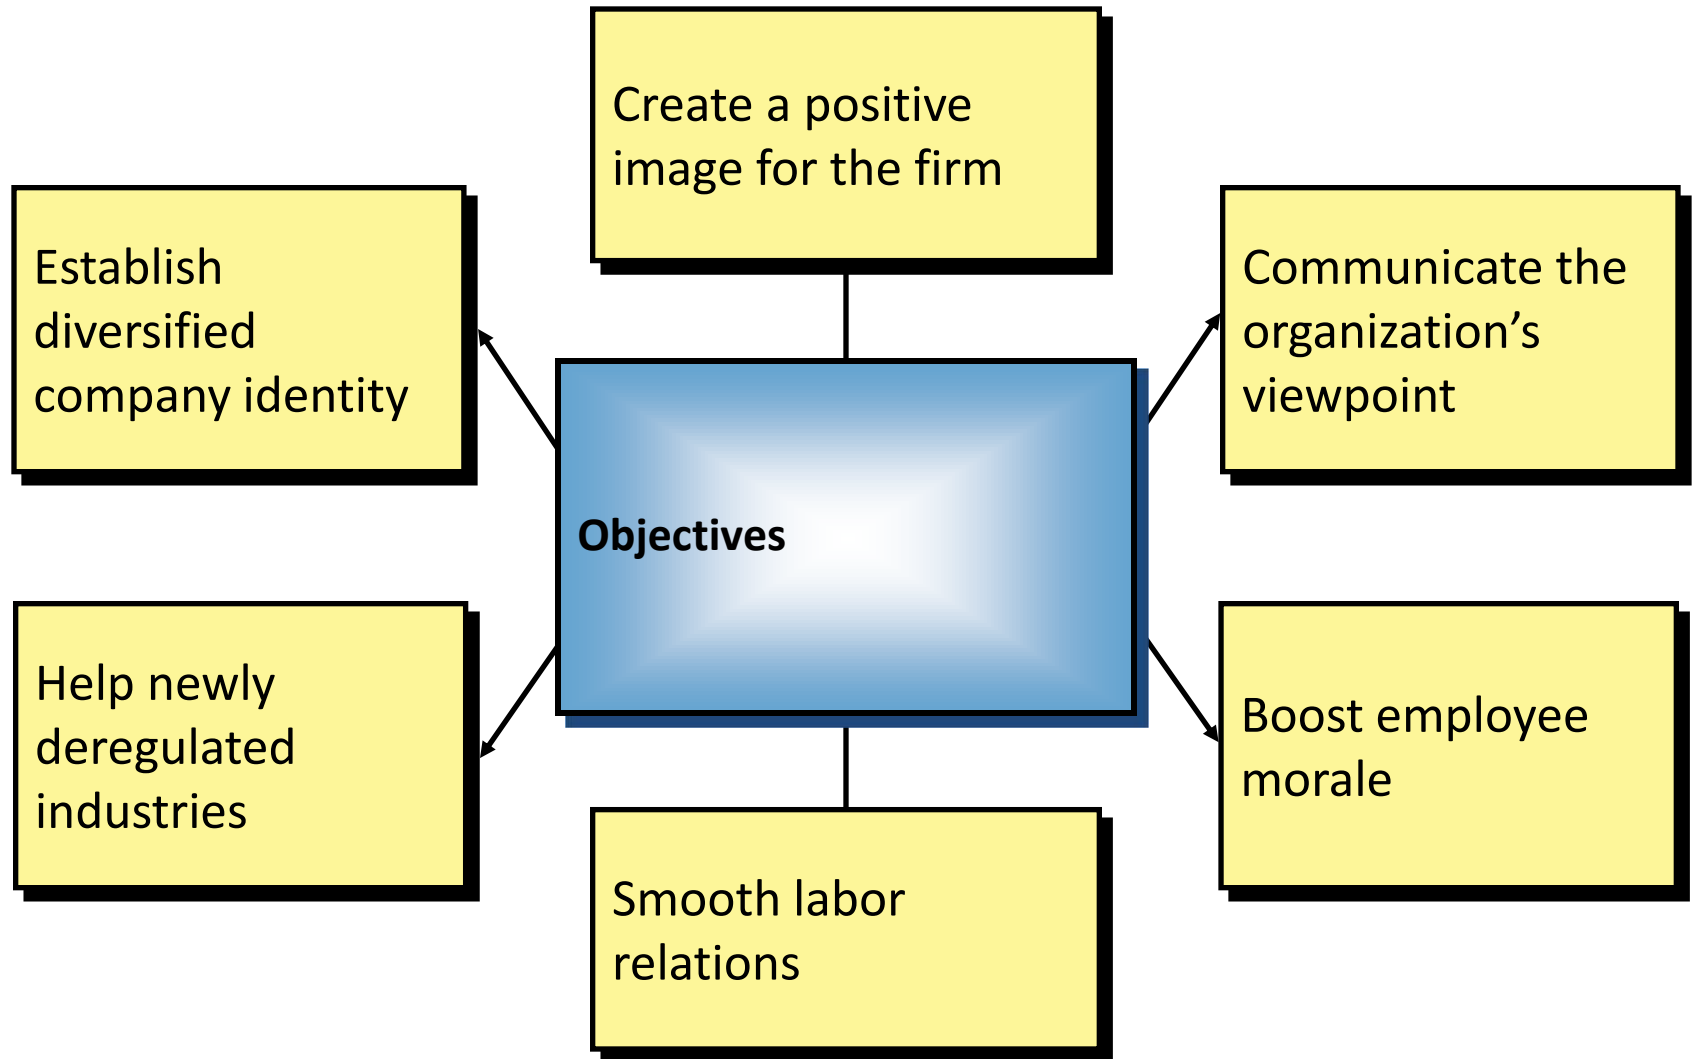 Create a positive
image for the firm
Establish
diversified
company identity
Communicate the
organization’s
viewpoint
Objectives
Help newly
deregulated
industries
Boost employee
morale
Smooth labor
relations